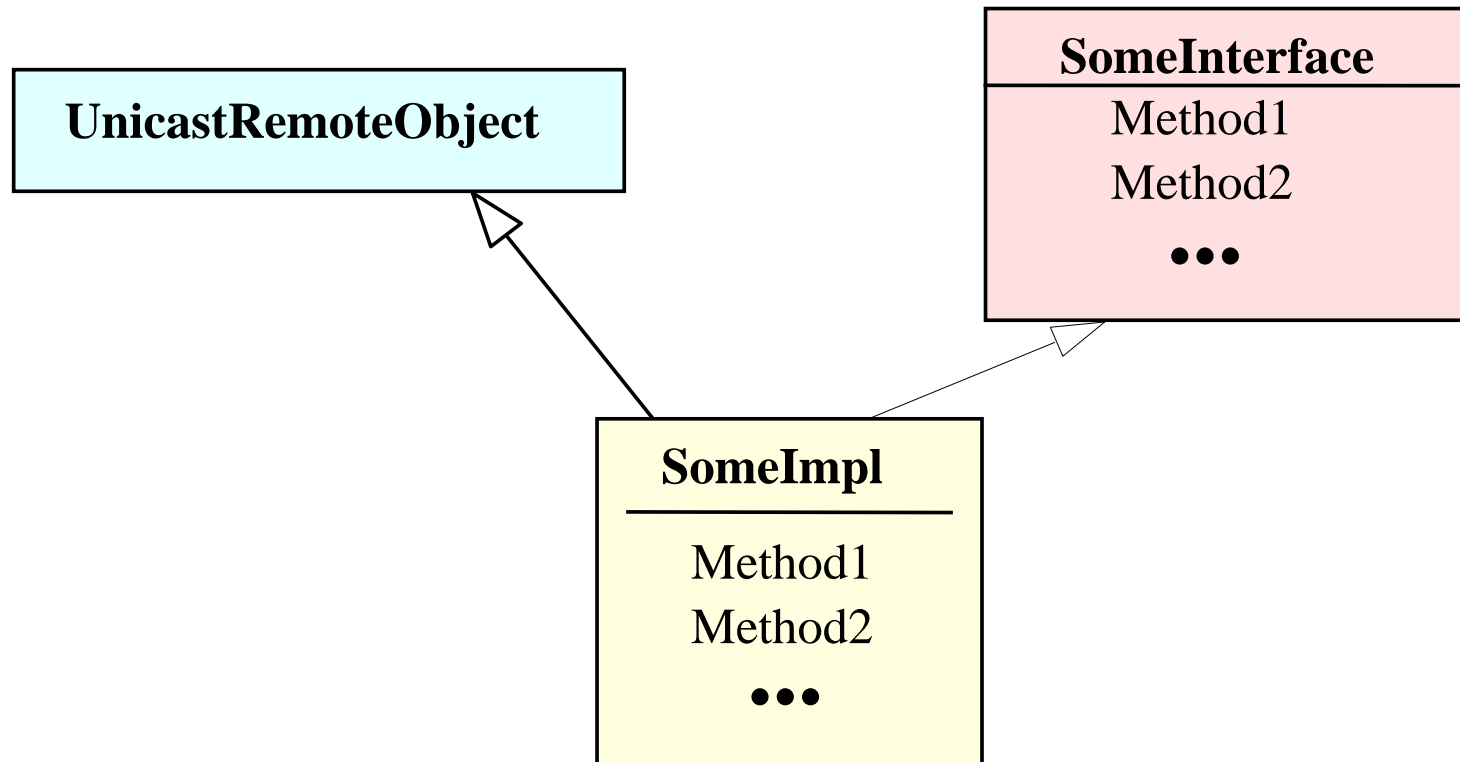 UnicastRemoteObject
SomeInterface
Method1
Method2
•••
SomeImpl
Method1
Method2
•••